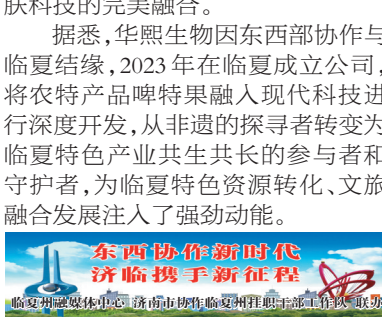 肤科技的完美融合。
据悉,华熙生物因东西部协作与
临夏结缘,2023年在临夏成立公司,
将农特产品啤特果融入现代科技进
行深度开发,从非遗的探寻者转变为
临夏特色产业共生共长的参与者和
守护者,为临夏特色资源转化、文旅
融合发展注入了强劲动能。
东西协作新时代
济临携手新征程
临夏州融媒体中心 济南市协作临夏州挂职干部工作队 联办